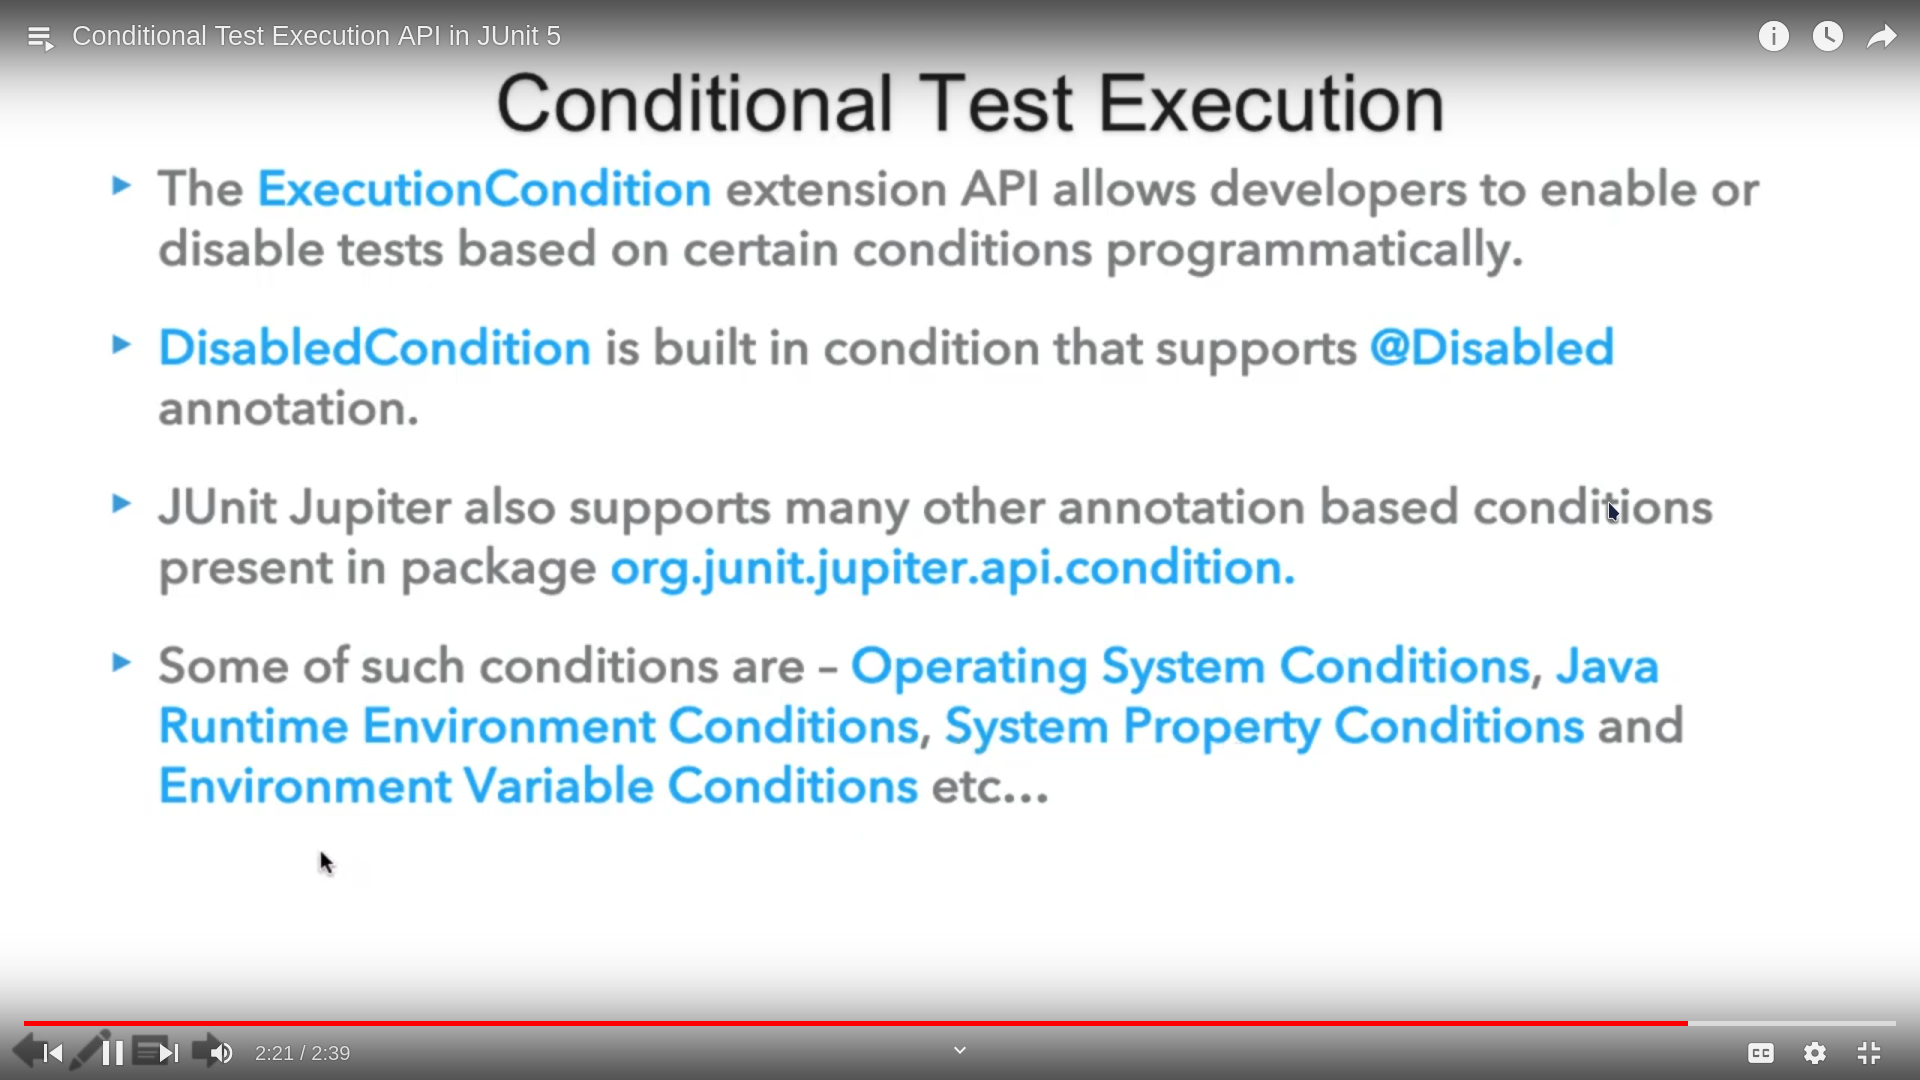 Conditional Test Execution API in JUnit 5
Conditional Test Execution
The ExecutionCondition extension API allows developers to enable or
disable tests based on certain conditions programmatically.
DisabledCondition is built in condition that supports @Disabled
annotation.
JUnit Jupiter also supports many other annotation based conditions
present in package org.junit.jupiter.api.condition.
Some of such conditions are – Operating System Conditions, Java
Runtime Environment Conditions, System Property Conditions and
Environment Variable Conditions etc...
2:21 / 2:39
CC